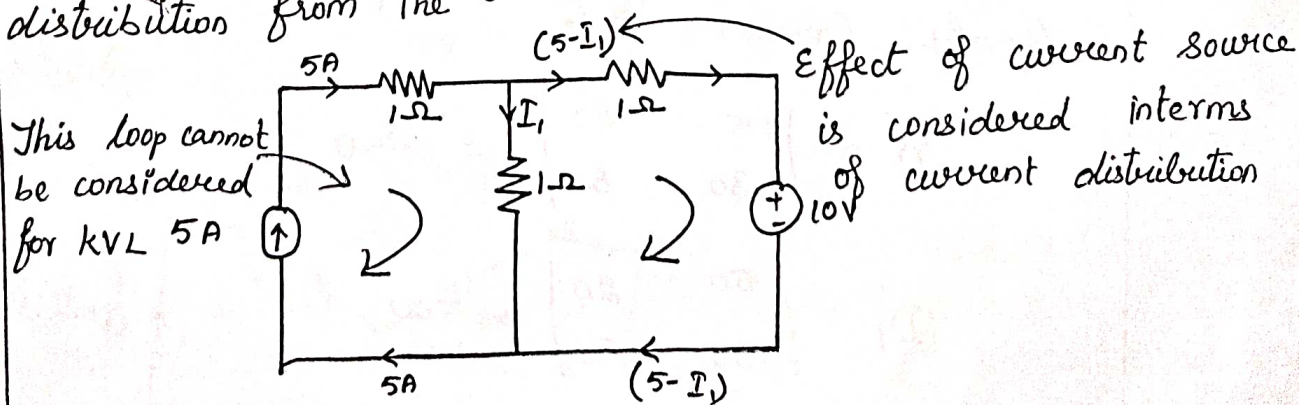 distribution from The
5A
1Ω
(5-I₁)
1Ω
I₁
1Ω
Effect of current source
is considered interms
of current distribution
10V
+
-
This loop cannot
be considered
for KVL 5A
5A
(5-I₁)